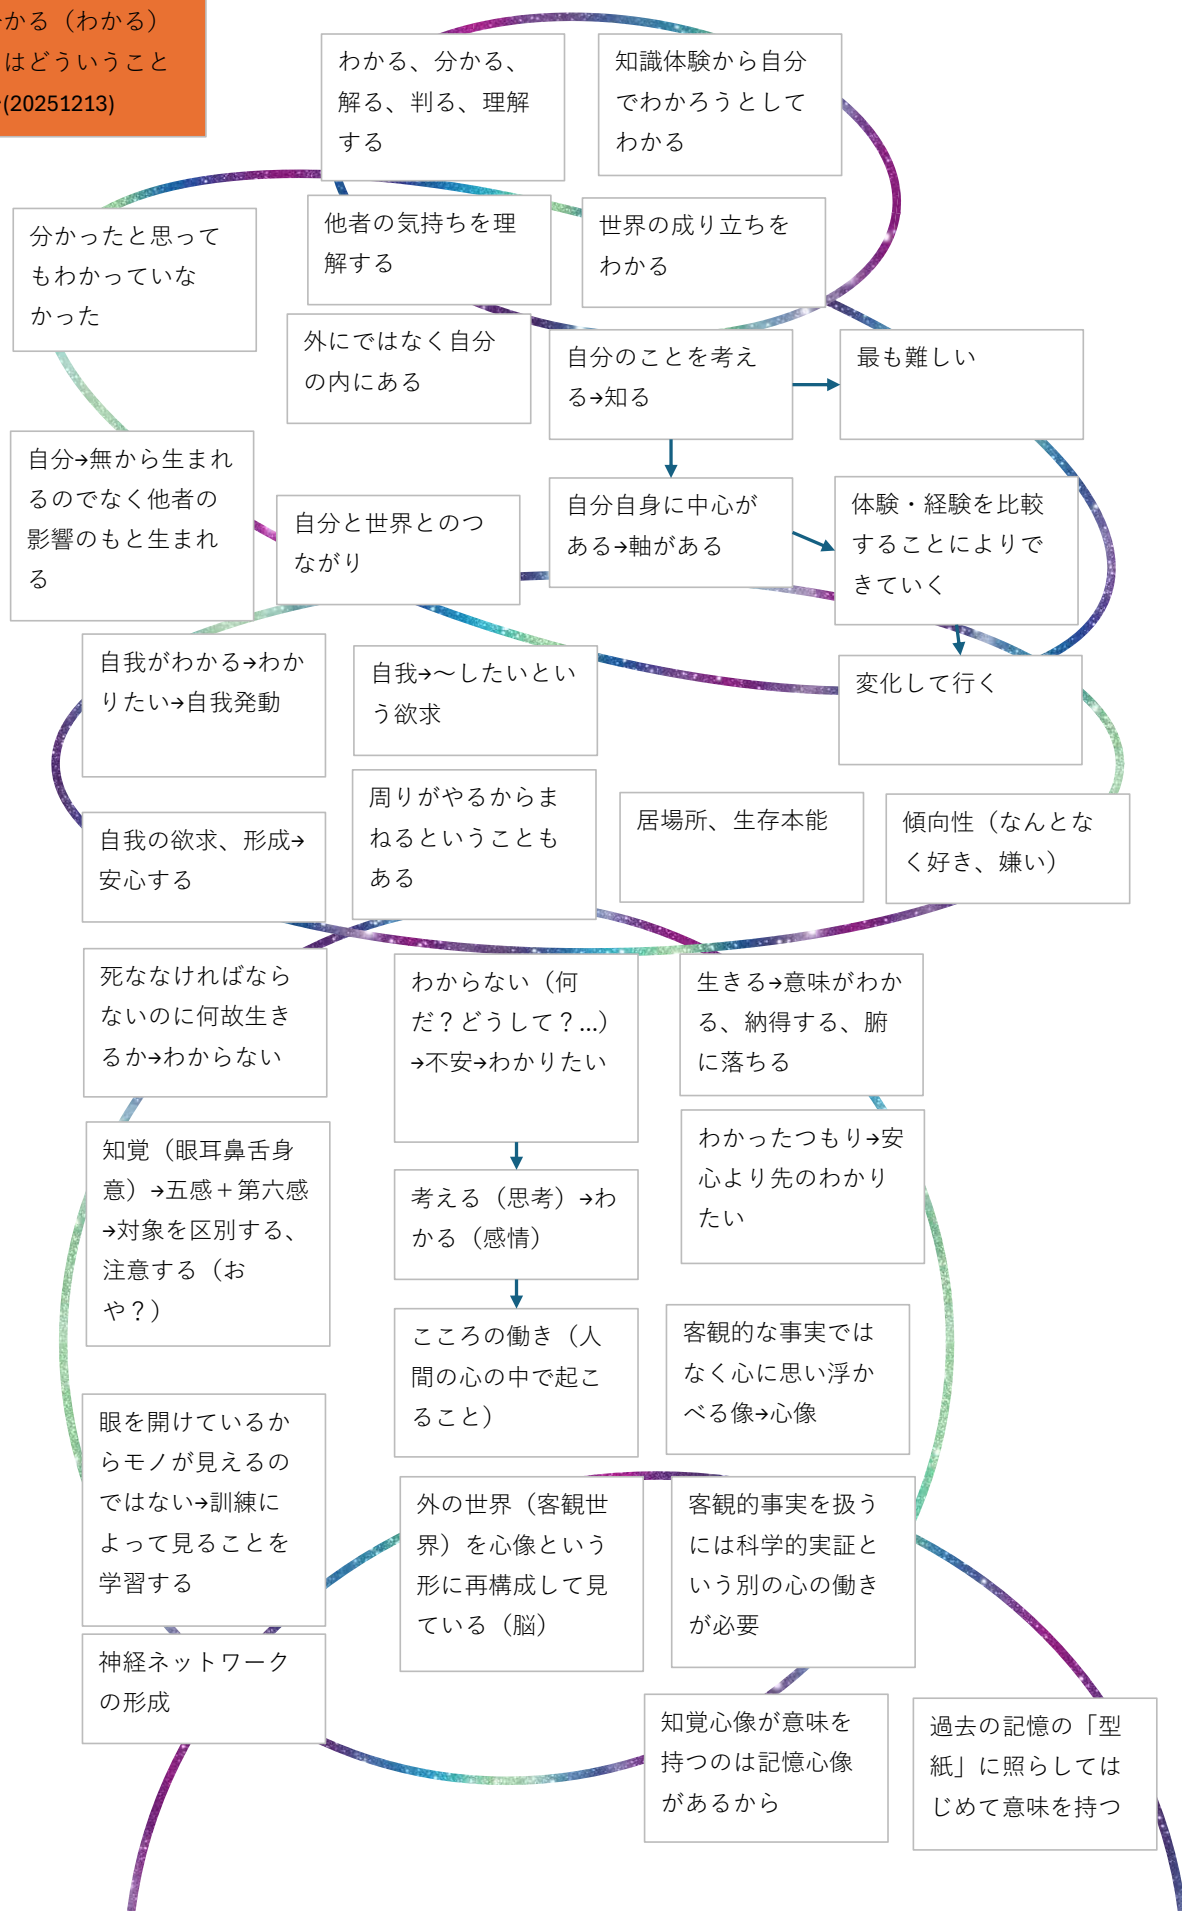 かる（わかる）
はどういうこと
(20251213)
わかる、分かる、
解る、判る、理解
する
知識体験から自分
でわかろうとして
わかる
分かったと思って
もわかっていな
かった
他者の気持ちを理
解する
世界の成り立ちを
わかる
外にではなく自分
の内にある
自分のことを考え
る→知る
最も難しい
自分→無から生まれ
るのでなく他者の
影響のもと生まれ
る
自分と世界とのつ
ながり
自分自身に中心が
ある→軸がある
体験・経験を比較
することによりで
きていく
自我がわかる→わか
りたい→自我発動
自我→～したいとい
う欲求
変化して行く
自我の欲求、形成→
安心する
周りがやるからま
ねるということも
ある
居場所、生存本能
傾向性（なんとな
く好き、嫌い）
死ななければなら
ないのに何故生き
るか→わからない
わからない（何
だ？どうして？…）
→不安→わかりたい
生きる→意味がわか
る、納得する、腑
に落ちる
知覚（眼耳鼻舌身
意）→五感＋第六感
→対象を区別する、
注意する（お
や？）
考える（思考）→わ
かる（感情）
わかったつもり→安
心より先のわかり
たい
こころの働き（人
間の心の中で起こ
ること）
客観的な事実では
なく心に思い浮か
べる像→心像
眼を開けているか
らモノが見えるの
ではない→訓練に
よって見ることを
学習する
外の世界（客観世
界）を心像という
形に再構成して見
ている（脳）
客観的事実を扱う
には科学的実証と
いう別の心の働き
が必要
神経ネットワーク
の形成
知覚心像が意味を
持つのは記憶心像
があるから
過去の記憶の「型
紙」に照らしては
じめて意味を持つ